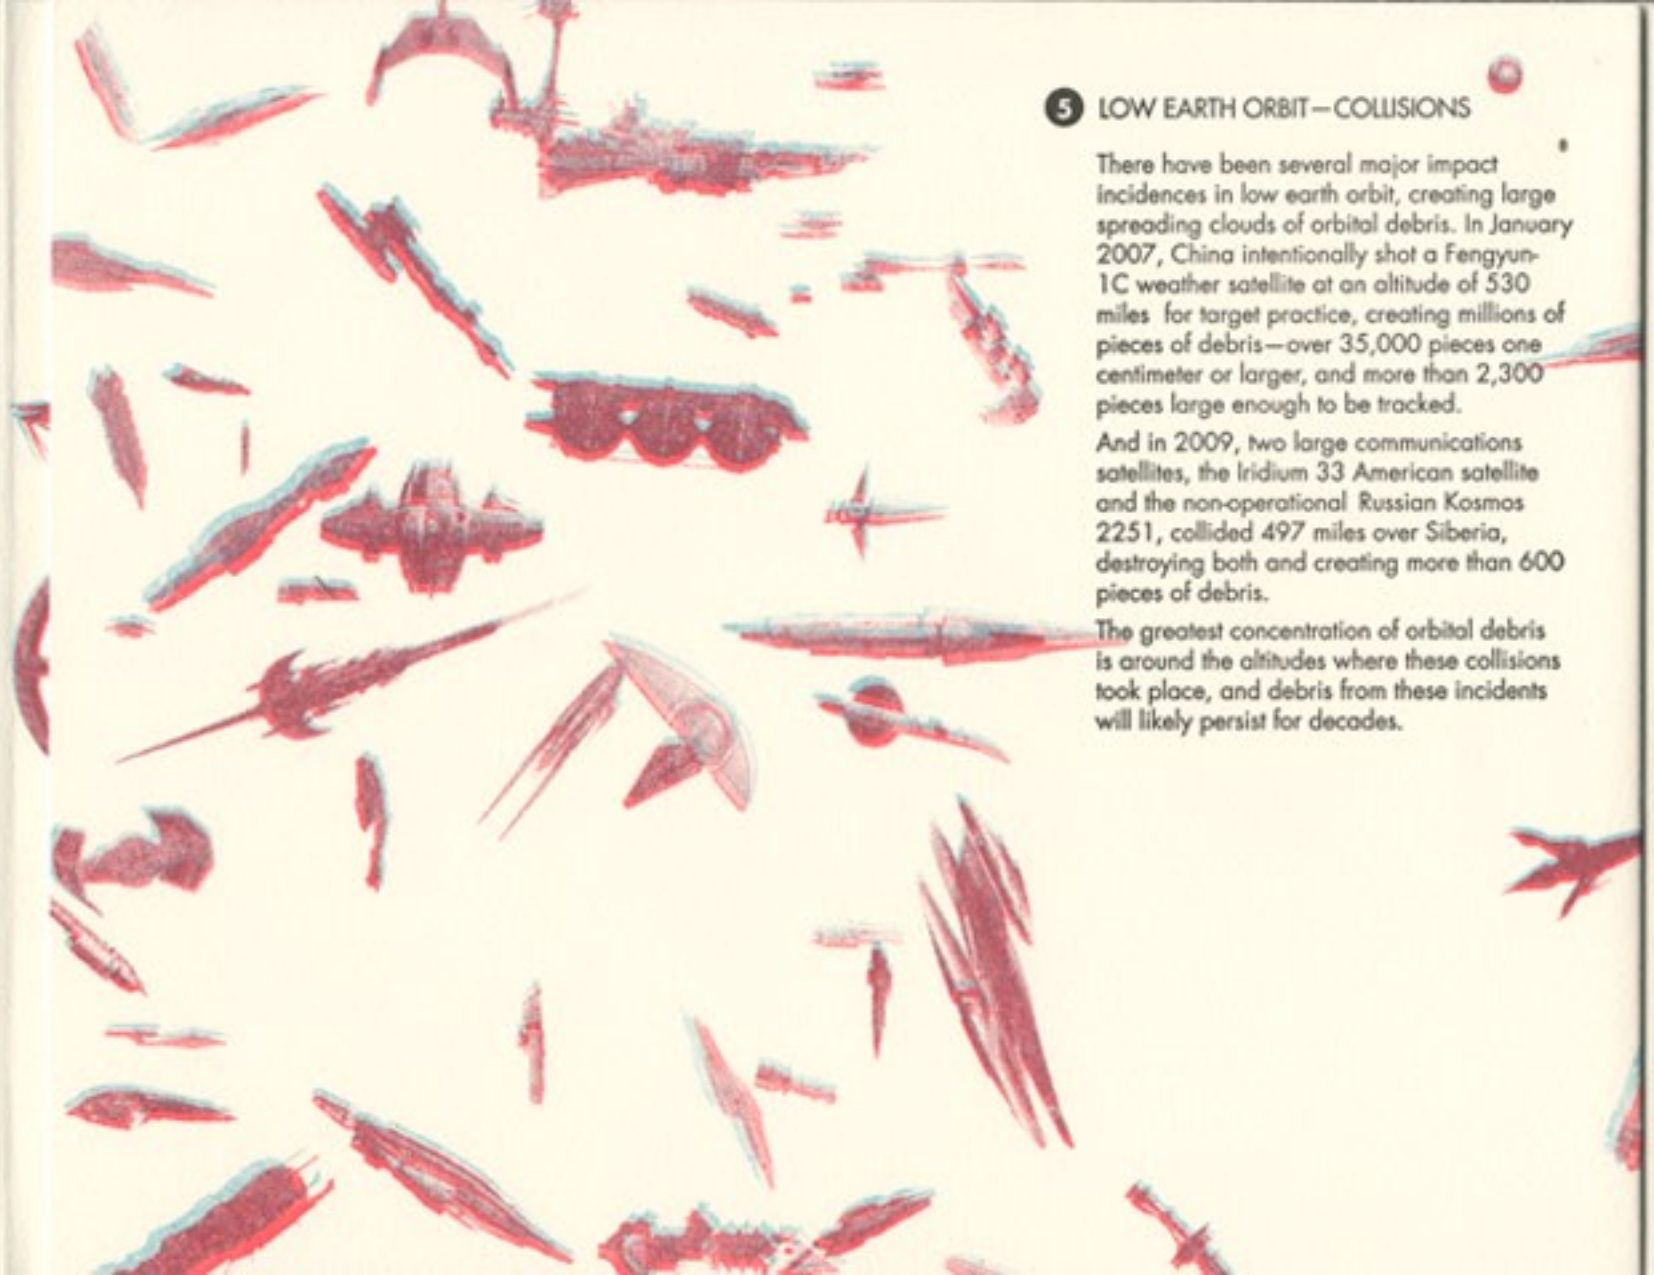 5 LOW EARTH ORBIT—COLLISIONS
There have been several major impact
incidences in low earth orbit, creating large
spreading clouds of orbital debris. In January
2007, China intentionally shot a Fengyun-
1C weather satellite at an altitude of 530
miles for target practice, creating millions of
pieces of debris—over 35,000 pieces one
centimeter or larger, and more than 2,300
pieces large enough to be tracked.
And in 2009, two large communications
satellites, the Iridium 33 American satellite
and the non-operational Russian Kosmos
2251, collided 497 miles over Siberia,
destroying both and creating more than 600
pieces of debris.
The greatest concentration of orbital debris
is around the altitudes where these collisions
took place, and debris from these incidents
will likely persist for decades.